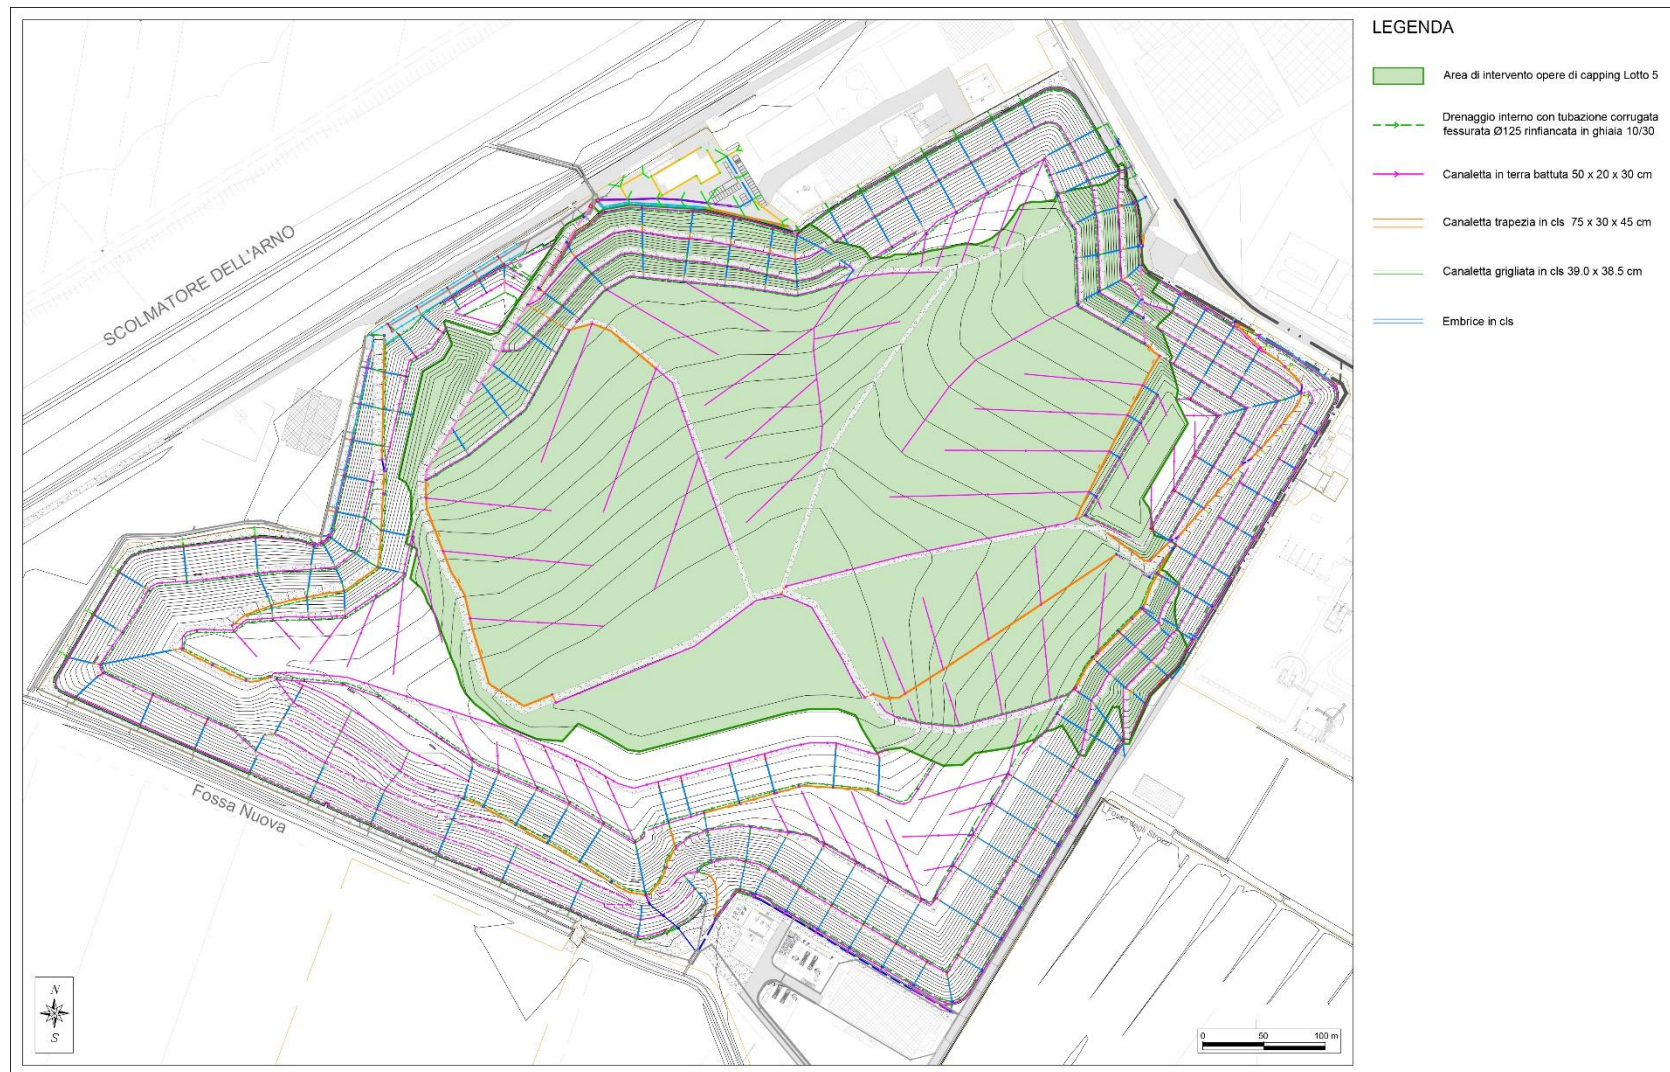 LEGENDA
Area di intervento opere di capping Lotto 5
Drenaggio interno con tubazione corrugata
fessurata Ø125 rinfiancata in ghiaia 10/30
Canaletta in terra battuta 50 x 20 x 30 cm
Canaletta trapezia in cls 75 x 30 x 45 cm
Canaletta grigliata in cls 39.0 x 38.5 cm
Embrice in cls
SCOLMATORE DELL'ARNO
Fossa Nuova
Fosso degli Strozzi
N
S
0 50 100 m